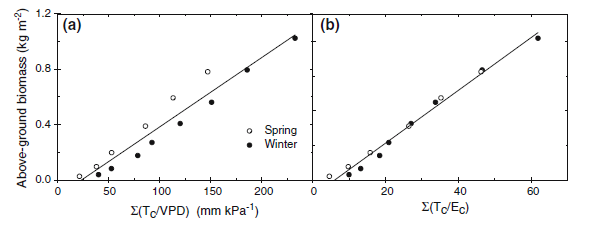 Above-ground biomass (kg m-2)
1.2
0.8
0.4
0.0
(a)
Spring
Winter
0
50
100
150
200
Σ(TC/VPD) (mm kPa-1)
(b)
0
20
40
60
Σ(TC/EC)